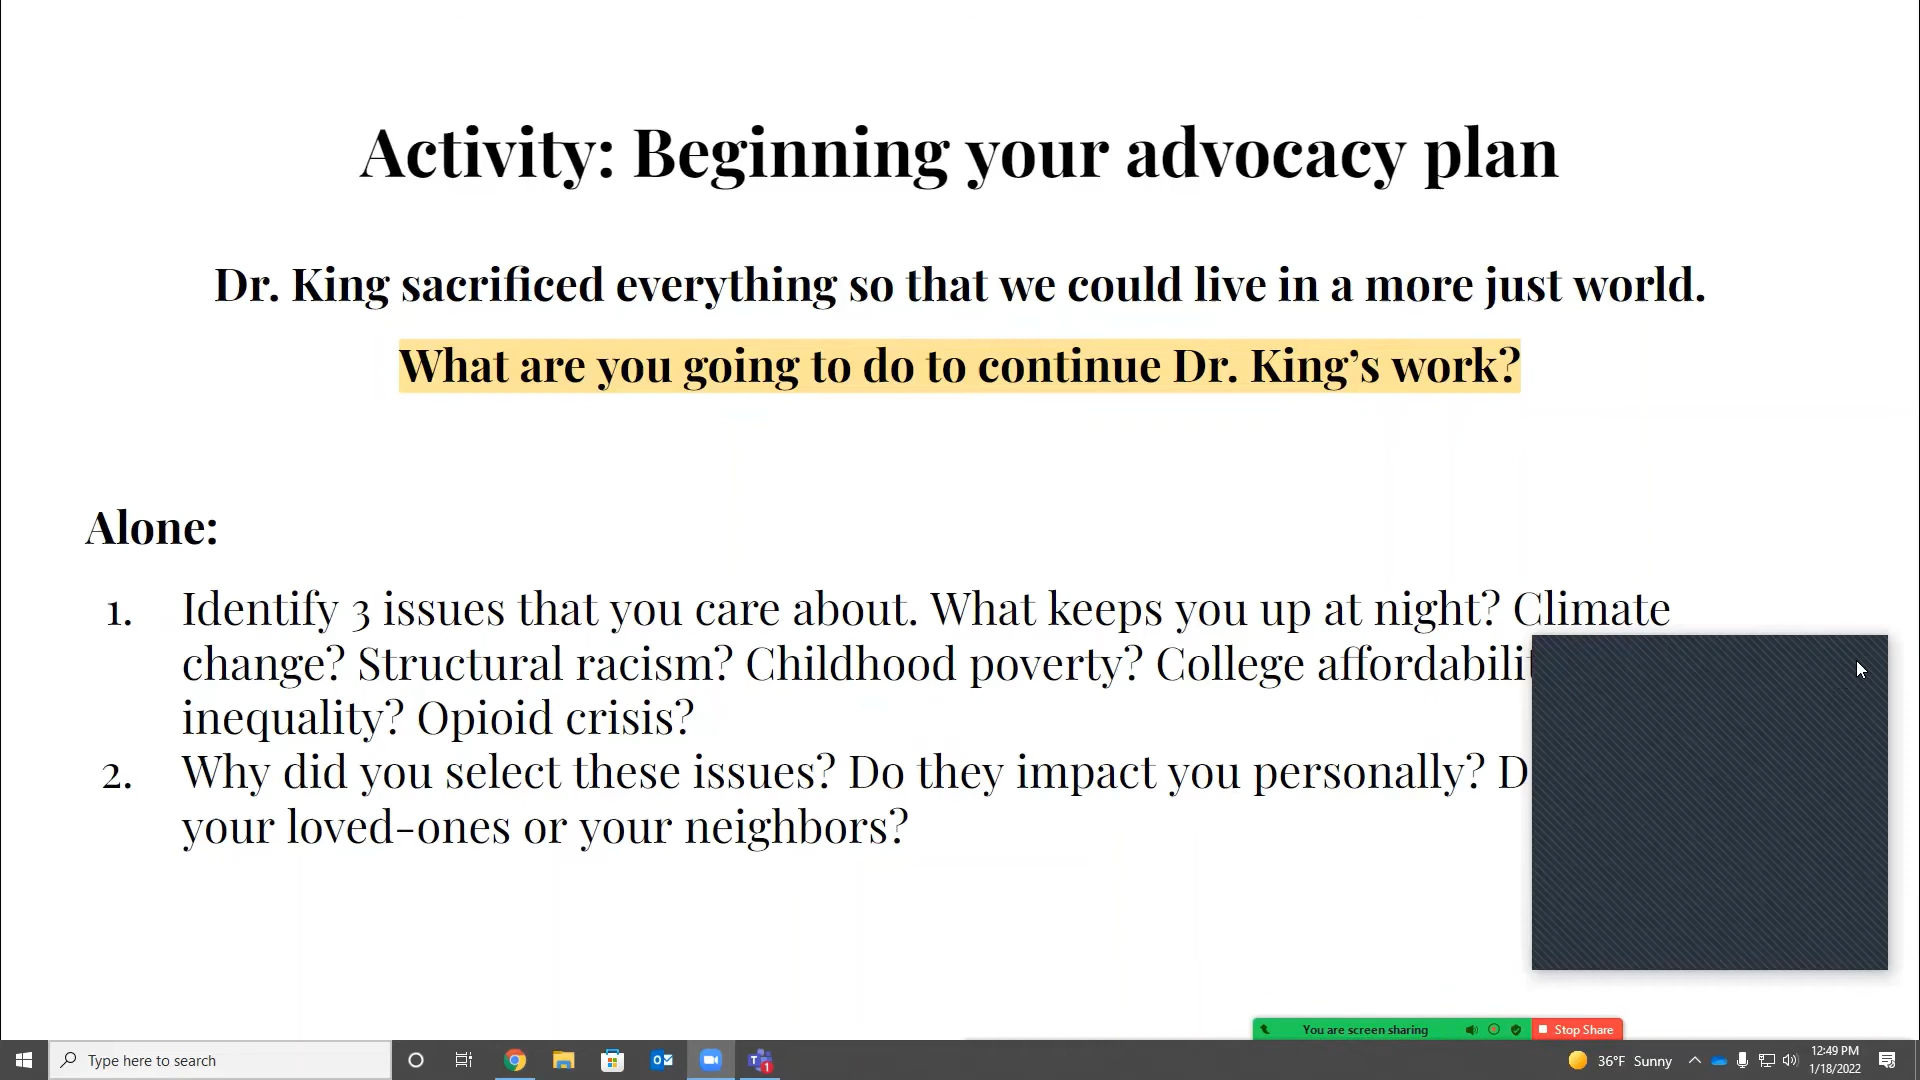 Activity: Beginning your advocacy plan
Dr. King sacrificed everything so that we could live in a more just world.
What are you going to do to continue Dr. King’s work?
Alone:
1. Identify 3 issues that you care about. What keeps you up at night? Climate
change? Structural racism? Childhood poverty? College
inequality? Opioid crisis?
2. Why did you select these issues? Do they impact you personally?
your loved-ones or your neighbors?
You are screen sharing
Stop Share
Type here to search
36°F Sunny
12:49 PM
1/18/2022